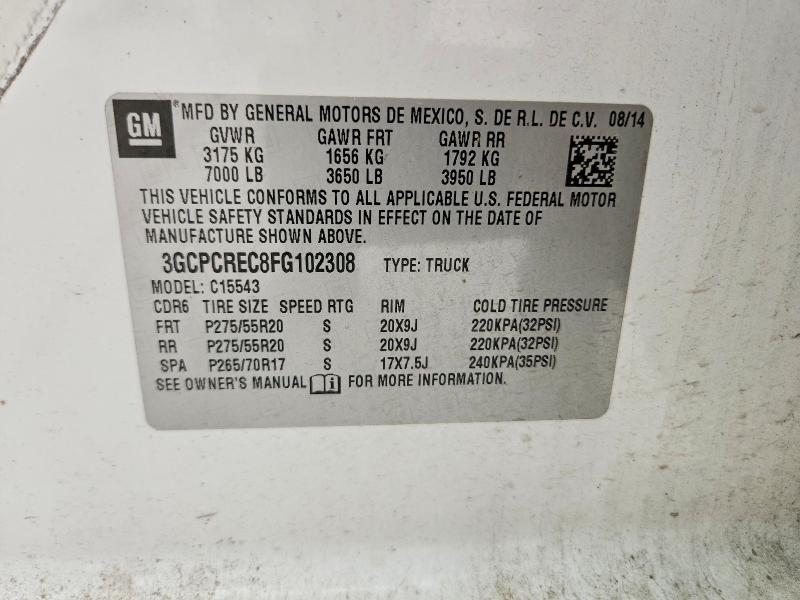 GM ® MFD BY GENERAL MOTORS DE MEXICO, S. DE R.L. DE C.V. 08/14
GVWR GAWR FRT GAWR RR
3175 KG 1656 KG 1792 KG
7000 LB 3650 LB 3950 LB
THIS VEHICLE CONFORMS TO ALL APPLICABLE U.S. FEDERAL MOTOR
VEHICLE SAFETY STANDARDS IN EFFECT ON THE DATE OF
MANUFACTURE SHOWN ABOVE.
3GCPCREC8FG102308 TYPE: TRUCK
MODEL: C15543
CDR6 TIRE SIZE SPEED RTG RIM COLD TIRE PRESSURE
FRT P275/55R20 S 20X9J 220KPA(32PSI)
RR P275/55R20 S 20X9J 220KPA(32PSI)
SPA P265/70R17 S 17X7.5J 240KPA(35PSI)
SEE OWNER'S MANUAL i FOR MORE INFORMATION.